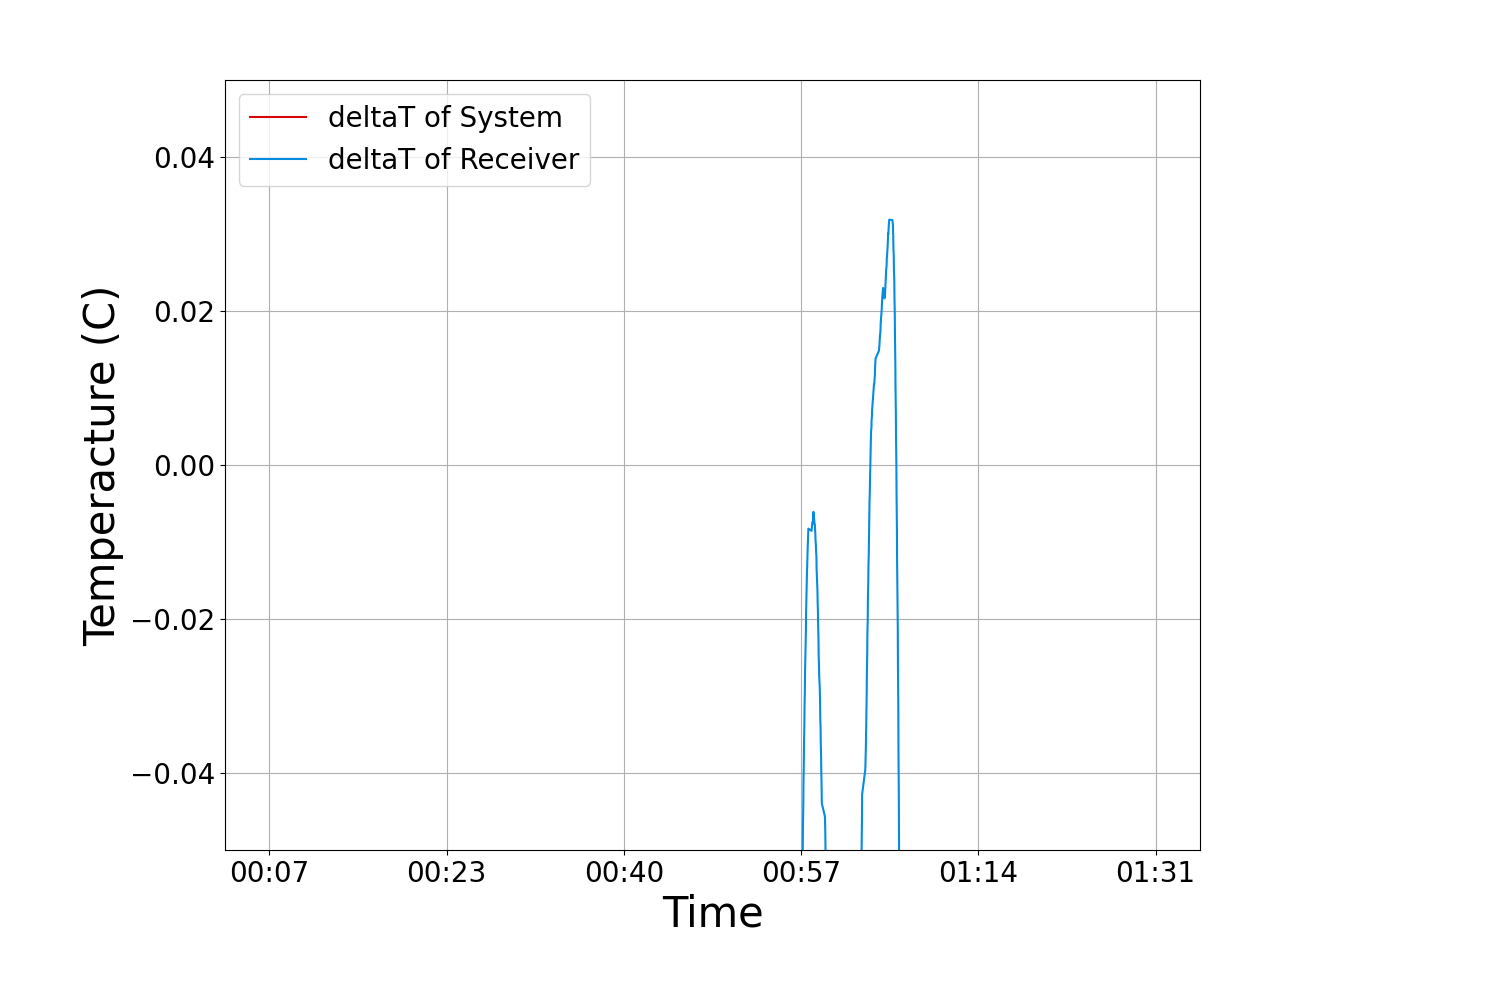 deltaT of System
deltaT of Receiver
0.04
0.02
0.00
−0.02
−0.04
Temperacture (C)
00:07 00:23 00:40 00:57 01:14 01:31
Time